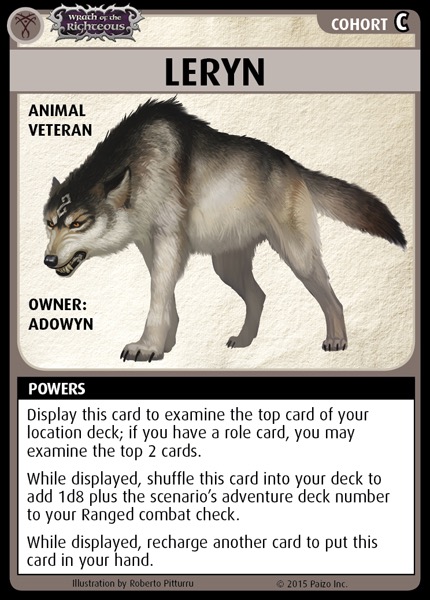 Wrath of the
Righteous
COHORT C
LERYN
ANIMAL
VETERAN
OWNER:
ADOWYN
POWERS
Display this card to examine the top card of your
location deck; if you have a role card, you may
examine the top 2 cards.
While displayed, shuffle this card into your deck to
add 1d8 plus the scenario's adventure deck number
to your Ranged combat check.
While displayed, recharge another card to put this
card in your hand.
Illustration by Roberto Pitturru
© 2015 Paizo Inc.